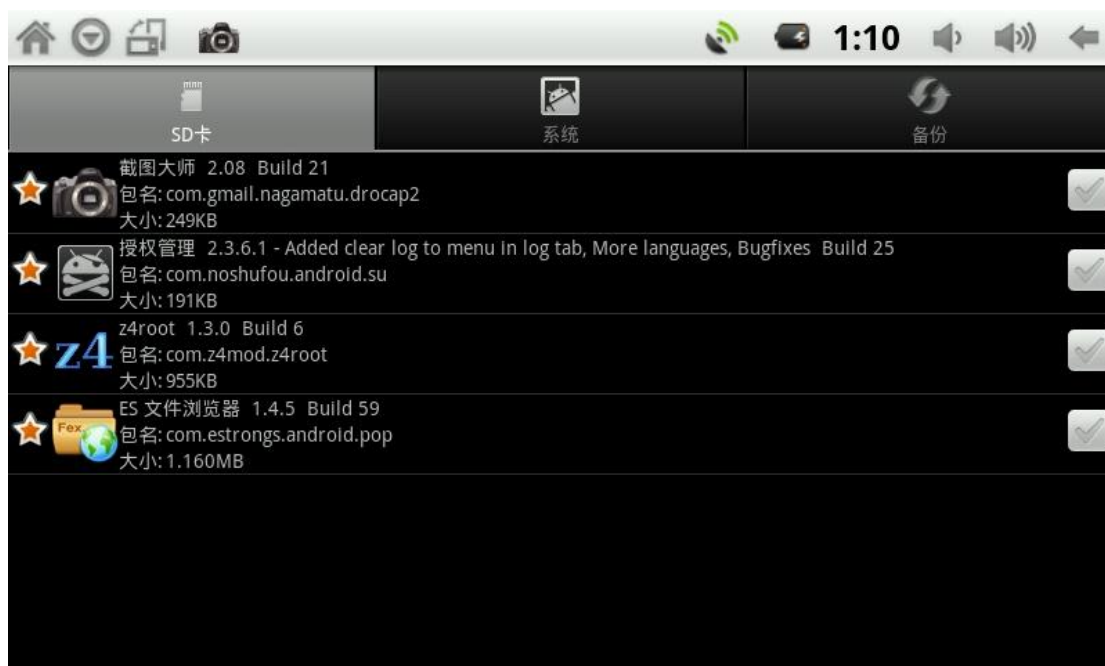 1:10
SD卡
系统
备份
截图大师 2.08 Build 21
包名: com.gmail.nagamatu.drocap2
大小: 249KB
授权管理 2.3.6.1 - Added clear log to menu in log tab, More languages, Bugfixes Build 25
包名: com.noshufou.android.su
大小: 191KB
z4root 1.3.0 Build 6
z4
包名: com.z4mod.z4root
大小: 955KB
ES 文件浏览器 1.4.5 Build 59
Fex
包名: com.estrongs.android.pop
大小: 1.160MB